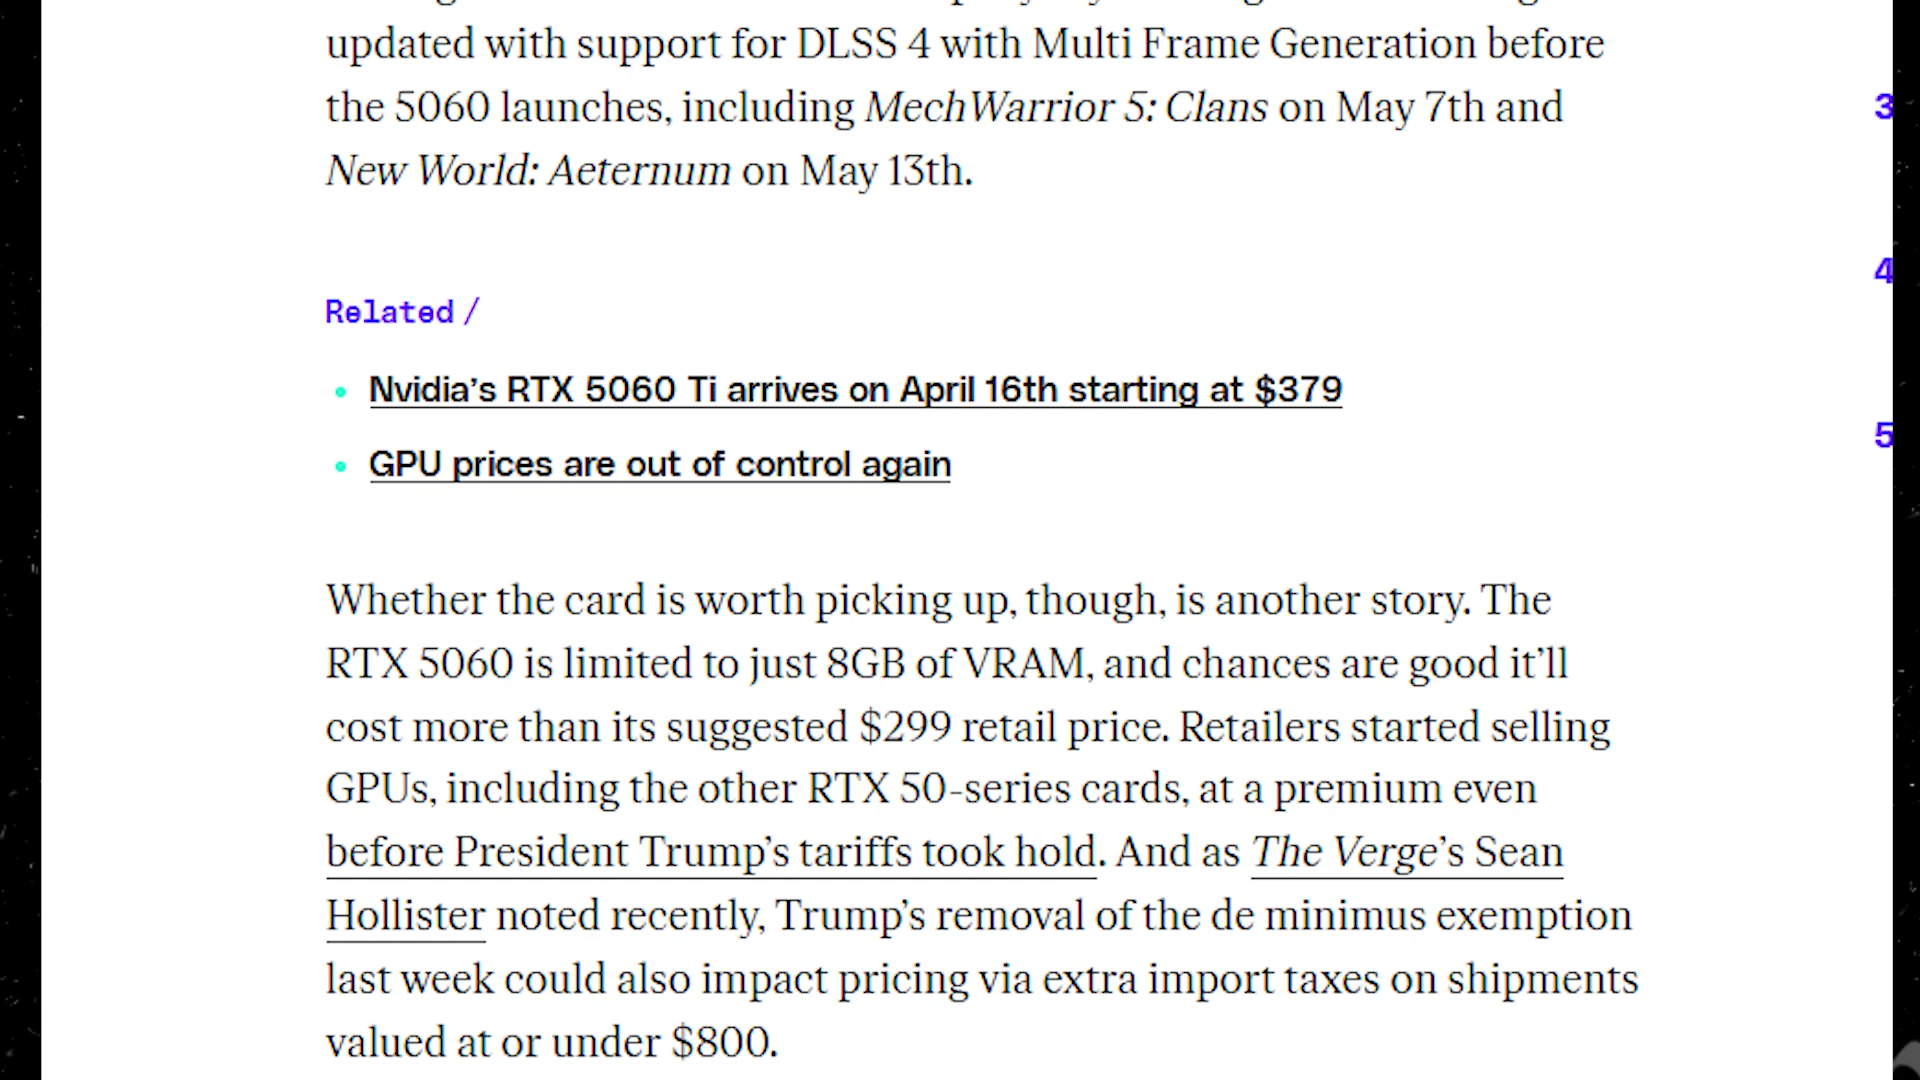 updated with support for DLSS 4 with Multi Frame Generation before
the 5060 launches, including MechWarrior 5: Clans on May 7th and
New World: Aeternum on May 13th.
Related /
Nvidia’s RTX 5060 Ti arrives on April 16th starting at $379
GPU prices are out of control again
Whether the card is worth picking up, though, is another story. The
RTX 5060 is limited to just 8GB of VRAM, and chances are good it’ll
cost more than its suggested $299 retail price. Retailers started selling
GPUs, including the other RTX 50-series cards, at a premium even
before President Trump’s tariffs took hold. And as The Verge’s Sean
Hollister noted recently, Trump’s removal of the de minimus exemption
last week could also impact pricing via extra import taxes on shipments
valued at or under $800.
3
4
5